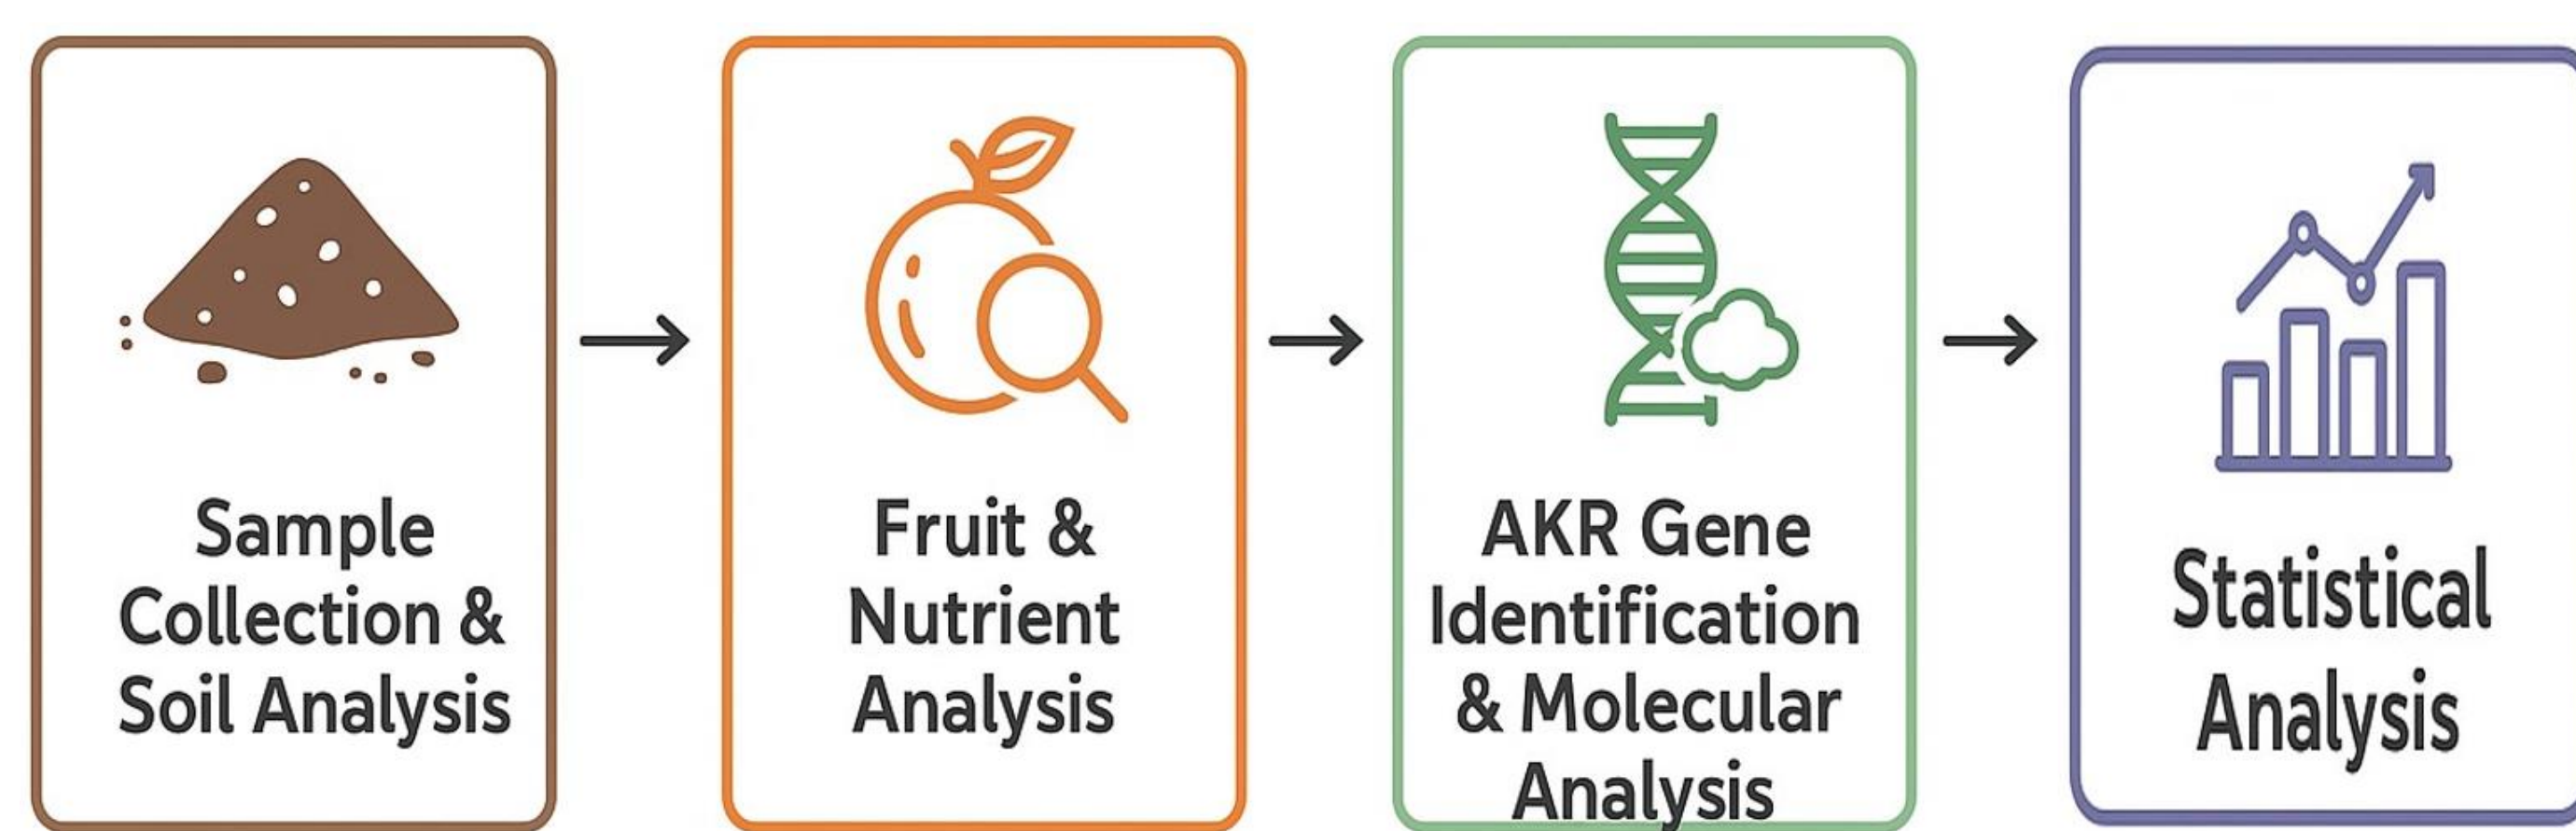 Sample
Collection &
Soil Analysis
Fruit &
Nutrient
Analysis
AKR Gene
Identification
& Molecular
Analysis
Statistical
Analysis